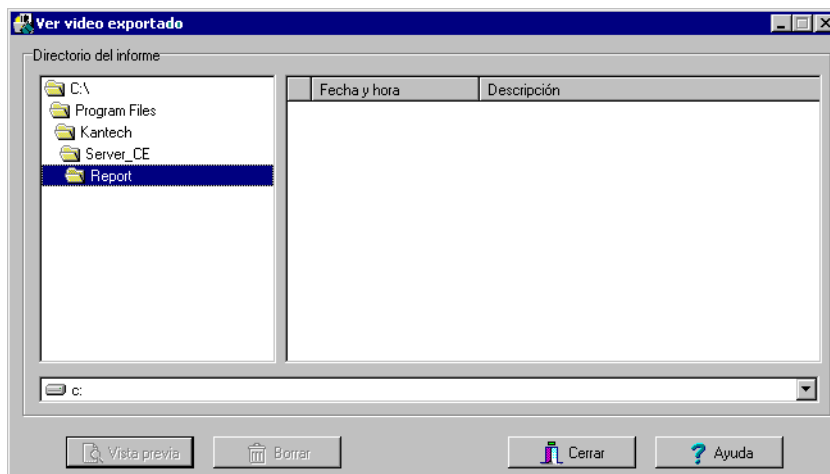 Ver video exportado
Directorio del informe
C:\
Program Files
Kantech
Server_CE
Report
Fecha y hora
Descripción
c:
Vista previa
Borrar
Cerrar
Ayuda